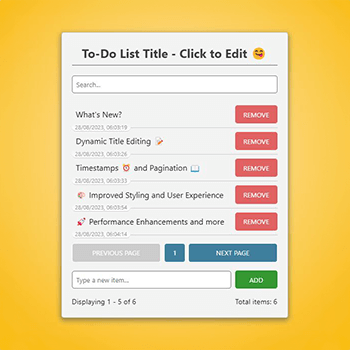 To-Do List Title - Click to Edit 😄
Search...
What's New? REMOVE
28/08/2023, 06:03:19
Dynamic Title Editing 📝 REMOVE
28/08/2023, 06:03:26
Timestamps ⏰ and Pagination 📖 REMOVE
28/08/2023, 06:03:33
🎯 Improved Styling and User Experience REMOVE
28/08/2023, 06:03:54
🚀 Performance Enhancements and more REMOVE
28/08/2023, 06:04:14
PREVIOUS PAGE 1 NEXT PAGE
Type a new item... ADD
Displaying 1 - 5 of 6 Total items: 6